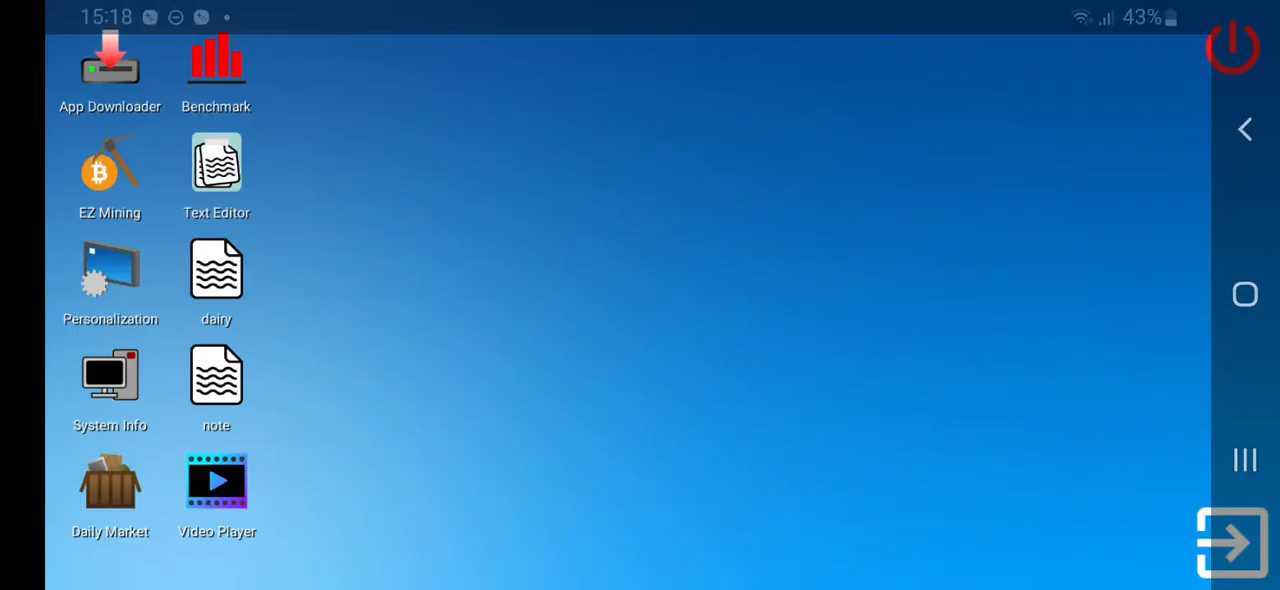 15:18 43%
App Downloader Benchmark
EZ Mining Text Editor
Personalization dairy
System Info note
Daily Market Video Player